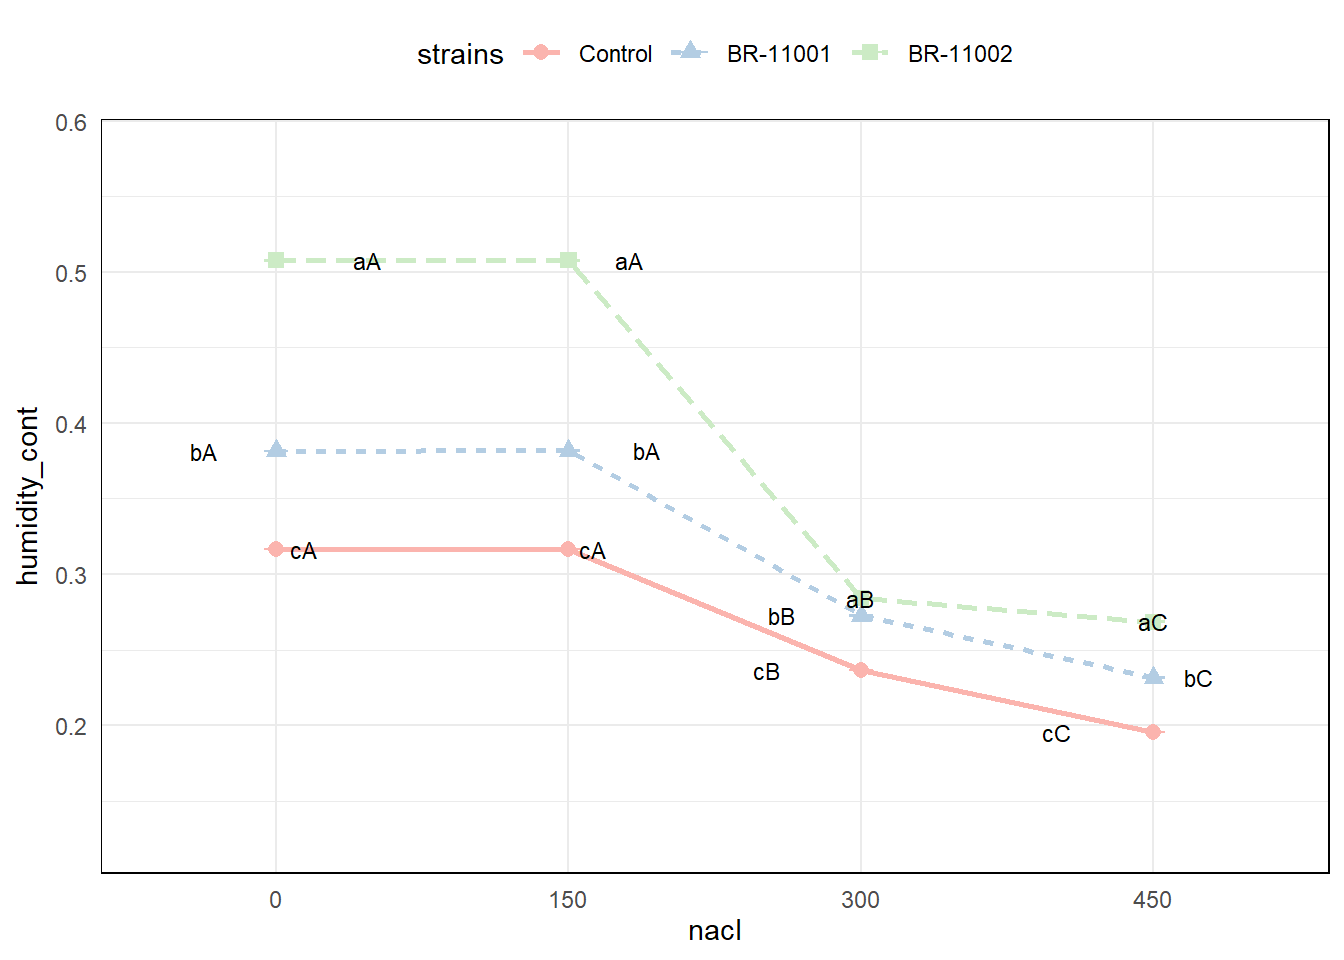 strains Control BR-11001 BR-11002
0.6
aA aA
0.5
0.4
bA bA
humidity_cont
cA cA
0.3
aB
bB aC
cB bC
0.2
cC
0 150 300 450
nacl